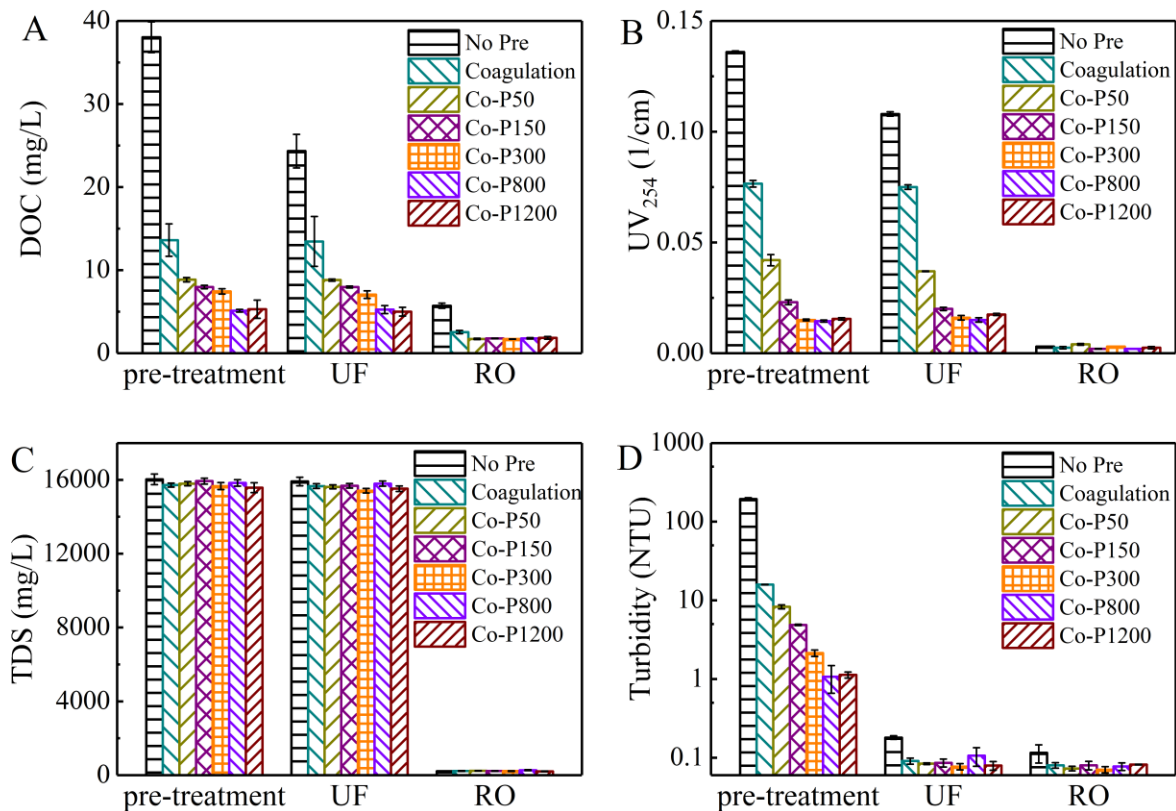 A
DOC (mg/L)
40
30
20
10
0
No Pre
Coagulation
Co-P50
Co-P150
Co-P300
Co-P800
Co-P1200
pre-treatment UF RO
B
UV254 (1/cm)
0.15
0.10
0.05
0.00
No Pre
Coagulation
Co-P50
Co-P150
Co-P300
Co-P800
Co-P1200
pre-treatment UF RO
C
TDS (mg/L)
16000
12000
8000
4000
0
No Pre
Coagulation
Co-P50
Co-P150
Co-P300
Co-P800
Co-P1200
pre-treatment UF RO
D
Turbidity (NTU)
1000
100
10
1
0.1
No Pre
Coagulation
Co-P50
Co-P150
Co-P300
Co-P800
Co-P1200
pre-treatment UF RO